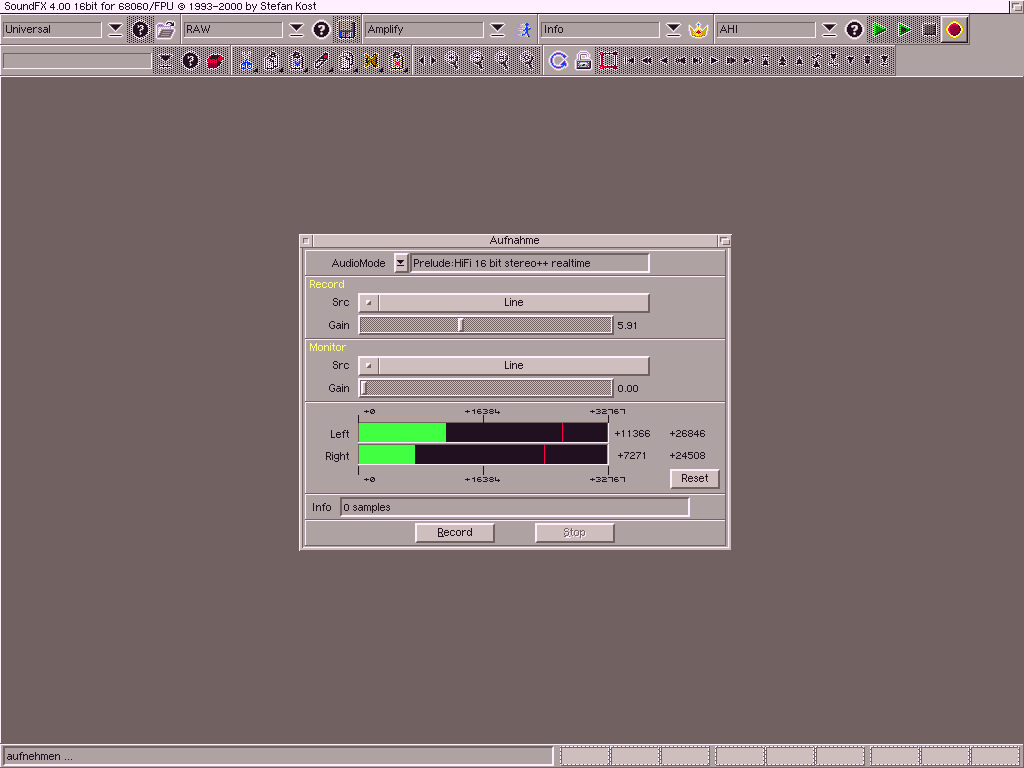 SoundFX 4.00 16bit for 68060/FPU © 1993-2000 by Stefan Kost
Universal RAW Amplify Info AHI
Aufnahme
AudioMode Prelude:HiFi 16 bit stereo++ realtime
Record
Src Line
Gain 5.91
Monitor
Src Line
Gain 0.00
+0 +16384 +32767
Left +11366 +26846
Right +7271 +24508
+0 +16384 +32767
Reset
Info 0 samples
Record Stop
aufnehmen ...